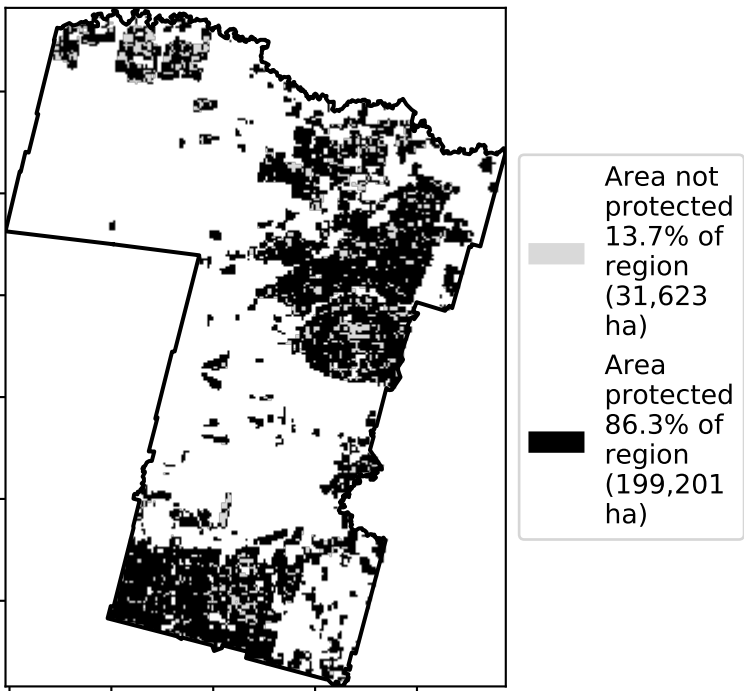 Area not
protected
13.7% of
region
(31,623
ha)
Area
protected
86.3% of
region
(199,201
ha)